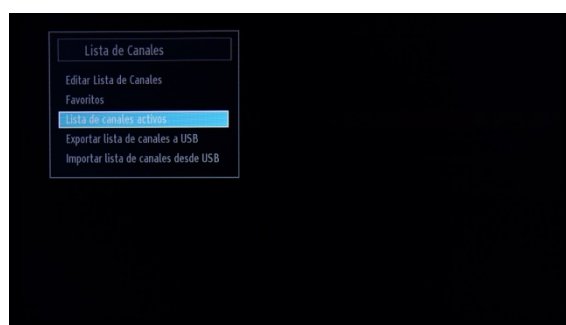 Lista de Canales
Editar Lista de Canales
Favoritos
Lista de canales activos
Exportar lista de canales a USB
Importar lista de canales desde USB